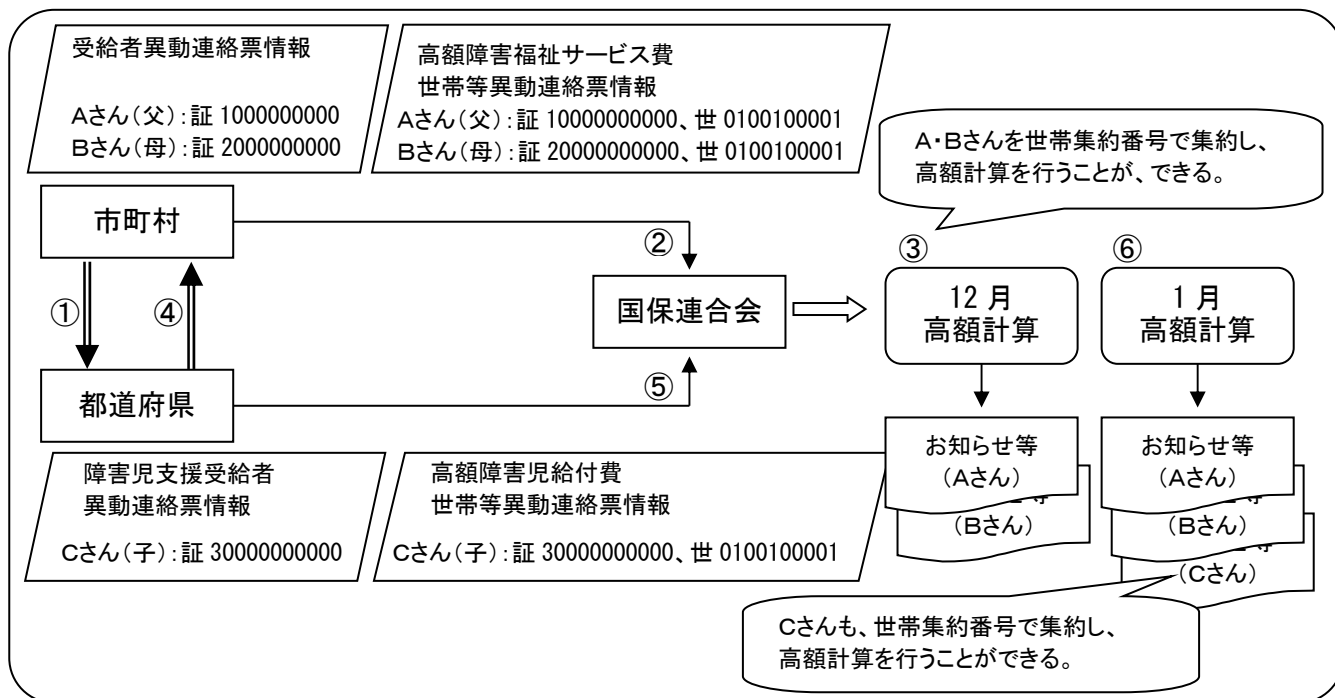 受給者異動連絡票情報
Aさん（父）：証 1000000000
Bさん（母）：証 2000000000
高額障害福祉サービス費
世帯等異動連絡票情報
Aさん（父）：証 10000000000、世 0100100001
Bさん（母）：証 20000000000、世 0100100001
A・Bさんを世帯集約番号で集約し、
高額計算を行うことが、できる。
市町村
②
③
⑥
①
④
国保連合会
12 月
高額計算
1 月
高額計算
都道府県
⑤
障害児支援受給者
異動連絡票情報
Cさん（子）：証 30000000000
高額障害児給付費
世帯等異動連絡票情報
Cさん（子）：証 30000000000、世 0100100001
お知らせ等
（Aさん）
（Bさん）
お知らせ等
（Aさん）
（Bさん）
（Cさん）
Cさんも、世帯集約番号で集約し、
高額計算を行うことができる。